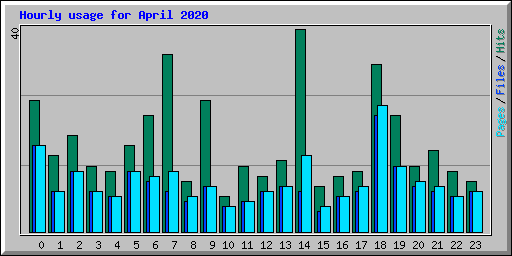 Hourly usage for April 2020
40
Pages/Files/Hits
0 1 2 3 4 5 6 7 8 9 10 11 12 13 14 15 16 17 18 19 20 21 22 23